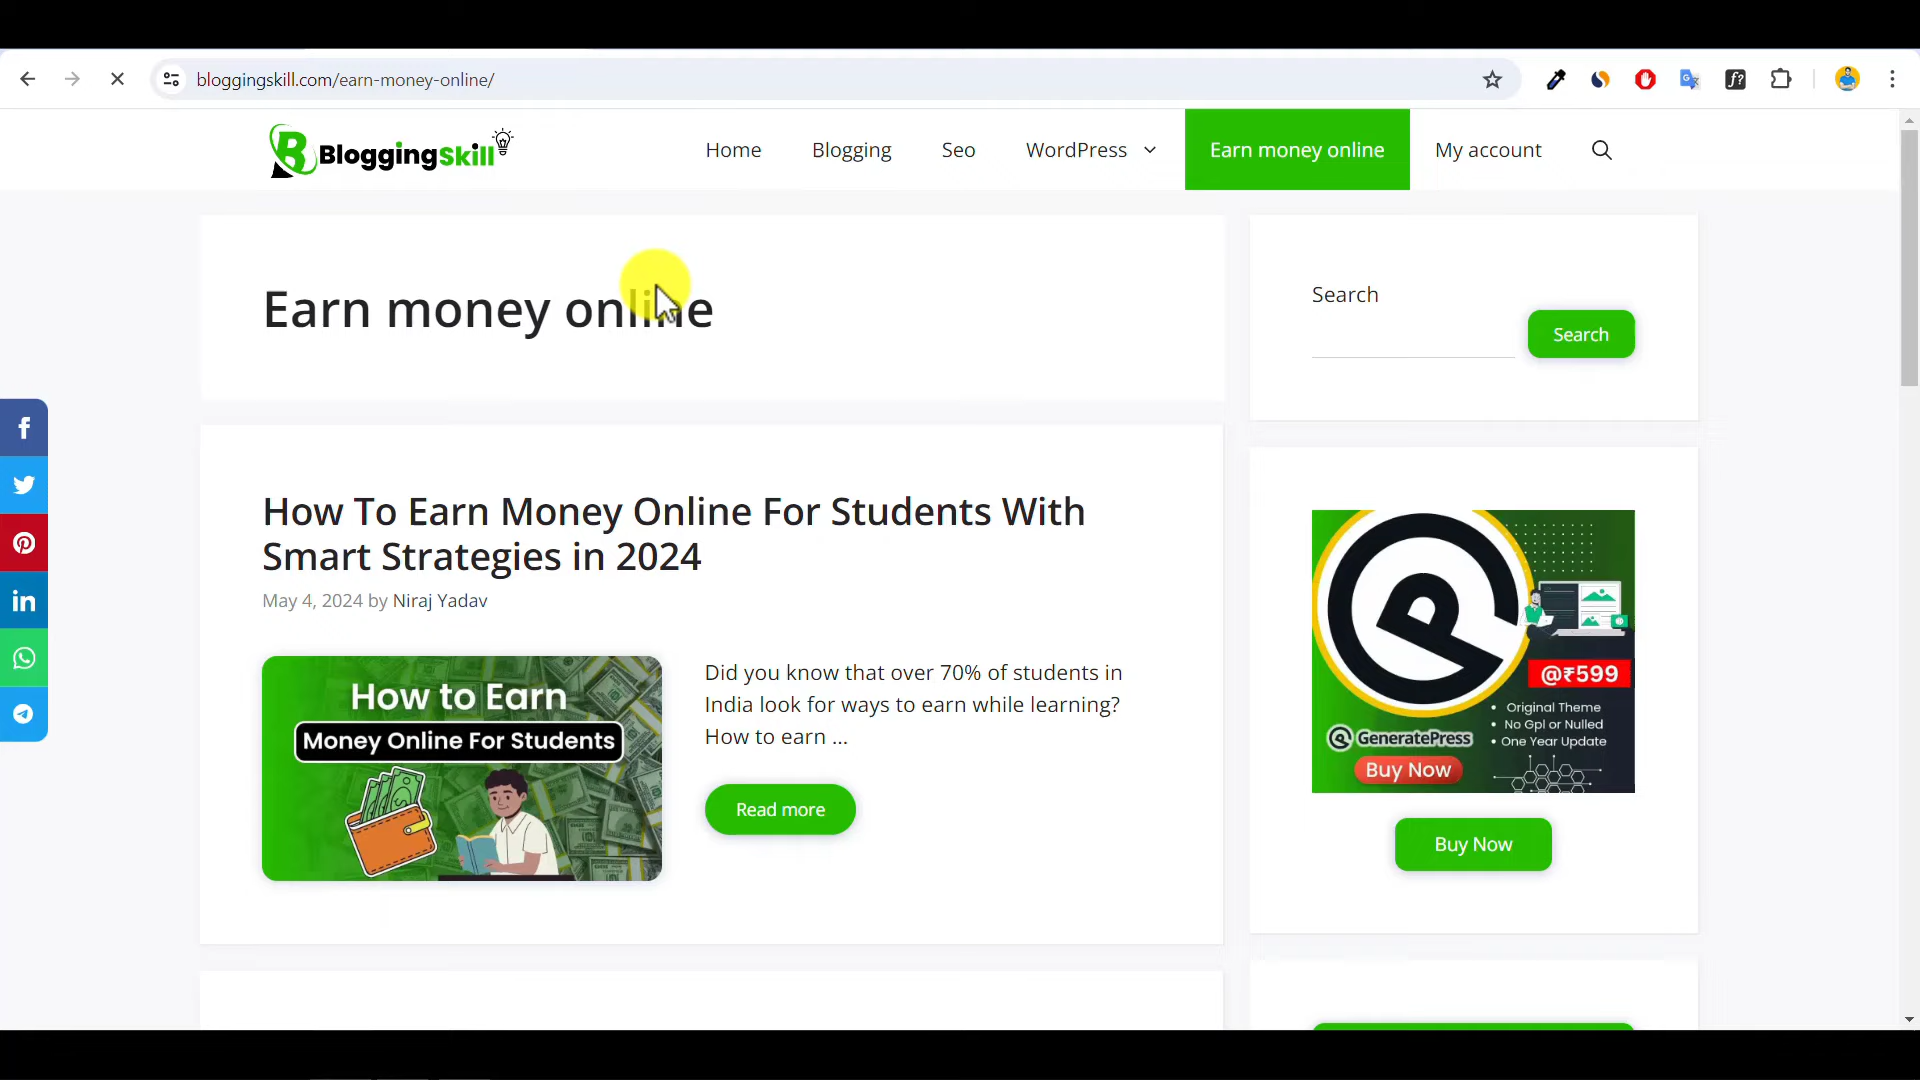 bloggingskill.com/earn-money-online/
f?
BloggingSkill
Home
Blogging
Seo
WordPress
Earn money online
My account
Earn money online
Search
Search
How To Earn Money Online For Students With
Smart Strategies in 2024
May 4, 2024 by Niraj Yadav
How to Earn
Money Online For Students
Did you know that over 70% of students in
India look for ways to earn while learning?
How to earn ...
Read more
@₹599
• Original Theme
• No Gpl or Nulled
• One Year Update
GeneratePress
Buy Now
Buy Now